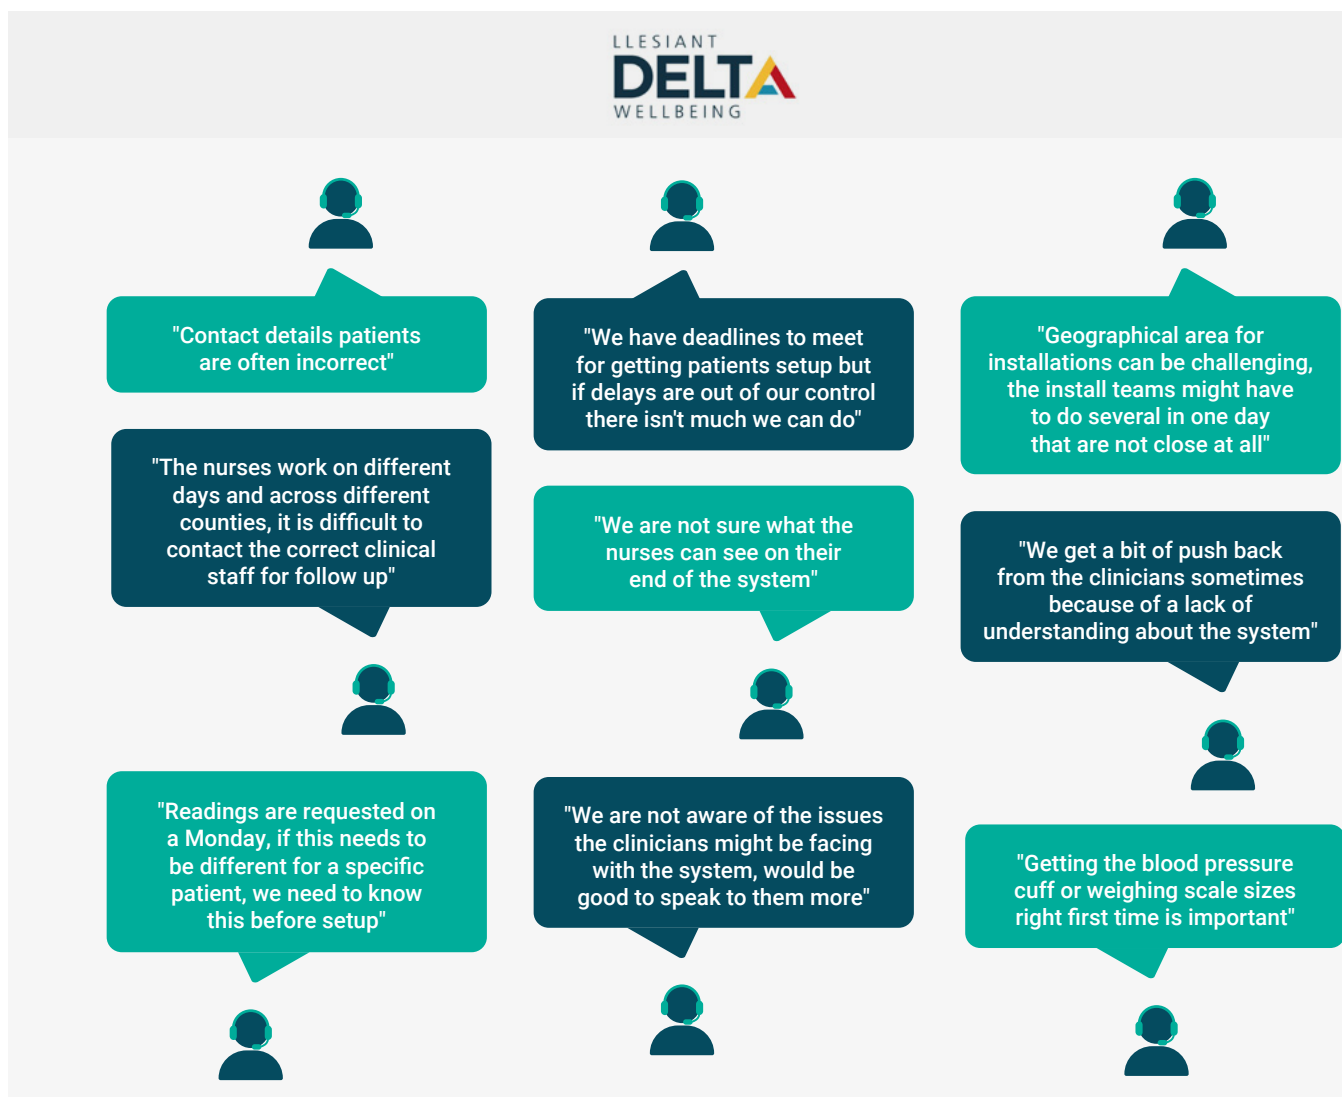 LLESIANT
DELTA
WELLBEING
"Contact details patients
are often incorrect"
"The nurses work on different
days and across different
counties, it is difficult to
contact the correct clinical
staff for follow up"
"Readings are requested on
a Monday, if this needs to
be different for a specific
patient, we need to know
this before setup"
"We have deadlines to meet
for getting patients setup but
if delays are out of our control
there isn't much we can do"
"We are not sure what the
nurses can see on their
end of the system"
"We are not aware of the issues
the clinicians might be facing
with the system, would be
good to speak to them more"
"Geographical area for
installations can be challenging,
the install teams might have
to do several in one day
that are not close at all"
"We get a bit of push back
from the clinicians sometimes
because of a lack of
understanding about the system"
"Getting the blood pressure
cuff or weighing scale sizes
right first time is important"